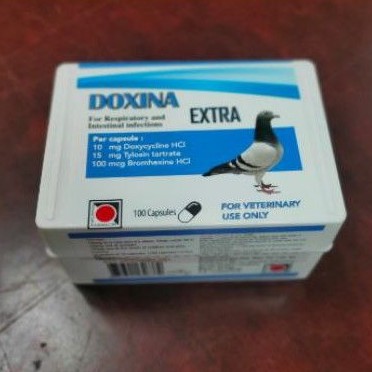 DOXINA
EXTRA
For Respiratory and
Intestinal infections
Par capsule :
10 mg Doxycycline HCl
15 mg Tylosin tartrate
100 mcg Bromhexine HCl
100 Capsules
FOR VETERINARY
USE ONLY